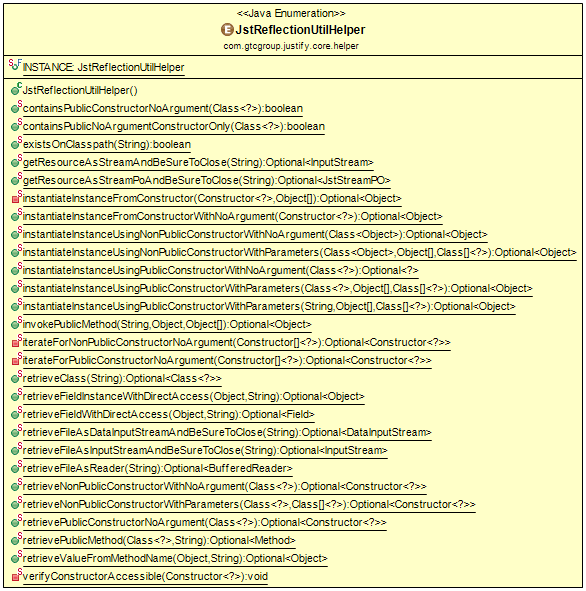 <<Java Enumeration>>
E JstReflectionUtilHelper
com.gtcgroup.justify.core.helper
S F INSTANCE: JstReflectionUtilHelper
C JstReflectionUtilHelper()
S containsPublicConstructorNoArgument(Class<?>):boolean
S containsPublicNoArgumentConstructorOnly(Class<?>):boolean
S existsOnClasspath(String):boolean
S getResourceAsStreamAndBeSureToClose(String):Optional<InputStream>
S getResourceAsStreamPoAndBeSureToClose(String):Optional<JstStreamPO>
S instantiateInstanceFromConstructor(Constructor<?>,Object[]):Optional<Object>
S instantiateInstanceFromConstructorWithNoArgument(Constructor<?>):Optional<Object>
S instantiateInstanceUsingNonPublicConstructorWithNoArgument(Class<Object>):Optional<Object>
S instantiateInstanceUsingNonPublicConstructorWithParameters(Class<Object>,Object[],Class[]<?>):Optional<Object>
S instantiateInstanceUsingPublicConstructorWithNoArgument(Class<?>):Optional<?>
S instantiateInstanceUsingPublicConstructorWithParameters(Class<?>,Object[],Class[]<?>):Optional<Object>
S instantiateInstanceUsingPublicConstructorWithParameters(String,Object[],Class[]<?>):Optional<Object>
S invokePublicMethod(String,Object,Object[]):Optional<Object>
S iterateForNonPublicConstructorNoArgument(Constructor[]<?>):Optional<Constructor<?>>
S iterateForPublicConstructorNoArgument(Constructor[]<?>):Optional<Constructor<?>>
S retrieveClass(String):Optional<Class<?>>
S retrieveFieldInstanceWithDirectAccess(Object,String):Optional<Object>
S retrieveFieldWithDirectAccess(Object,String):Optional<Field>
S retrieveFileAsDataInputStreamAndBeSureToClose(String):Optional<DataInputStream>
S retrieveFileAsInputStreamAndBeSureToClose(String):Optional<InputStream>
S retrieveFileAsReader(String):Optional<BufferedReader>
S retrieveNonPublicConstructorWithNoArgument(Class<?>):Optional<Constructor<?>>
S retrieveNonPublicConstructorWithParameters(Class<?>,Class[]<?>):Optional<Constructor<?>>
S retrievePublicConstructorNoArgument(Class<?>):Optional<Constructor<?>>
S retrievePublicMethod(Class<?>,String):Optional<Method>
S retrieveValueFromMethodName(Object,String):Optional<Object>
S verifyConstructorAccessible(Constructor<?>):void